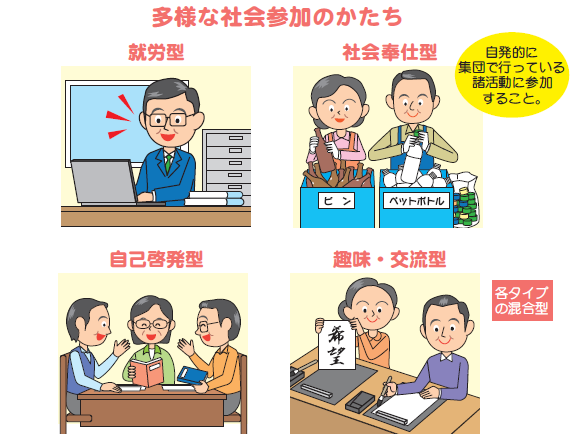 多様な社会参加のかたち
就労型
社会奉仕型
自発的に
集団で行っている
諸活動に参加
すること。
ビン
ペットボトル
自己啓発型
趣味・交流型
希望
各タイプ
の混合型